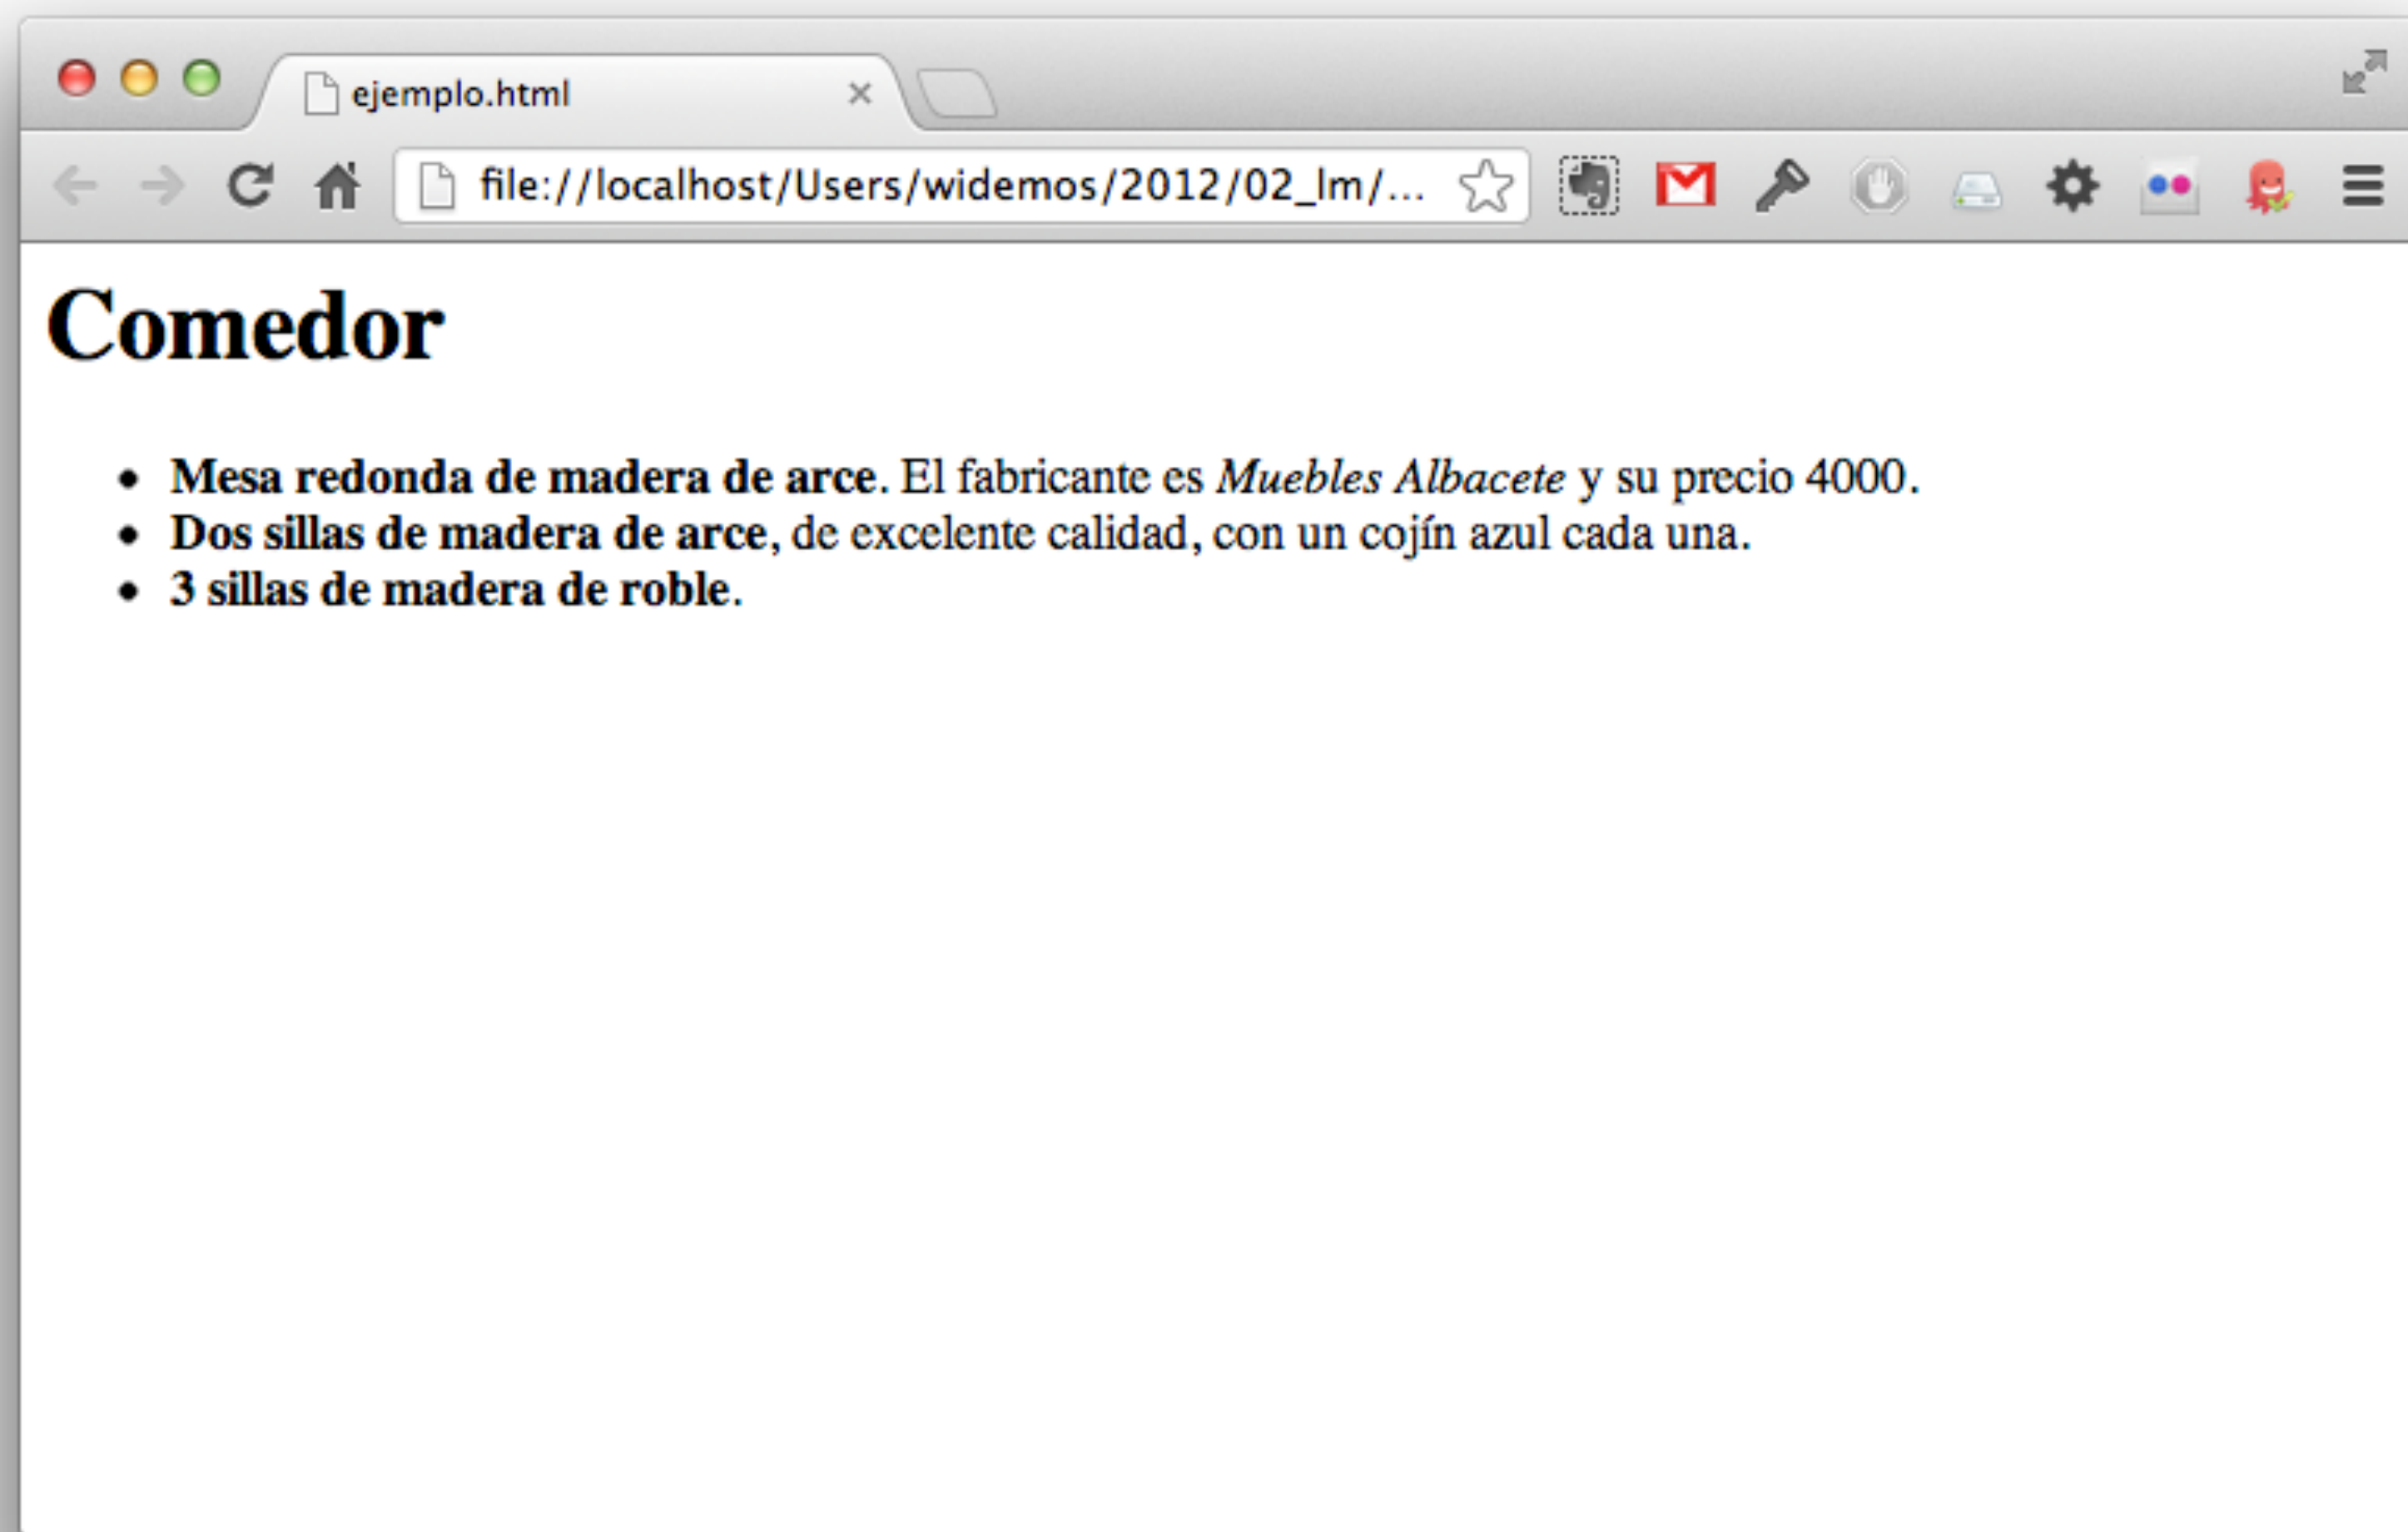 ejemplo.html
file://localhost/Users/widemos/2012/02_lm/...
Comedor
• Mesa redonda de madera de arce. El fabricante es Muebles Albacete y su precio 4000.
• Dos sillas de madera de arce, de excelente calidad, con un cojín azul cada una.
• 3 sillas de madera de roble.